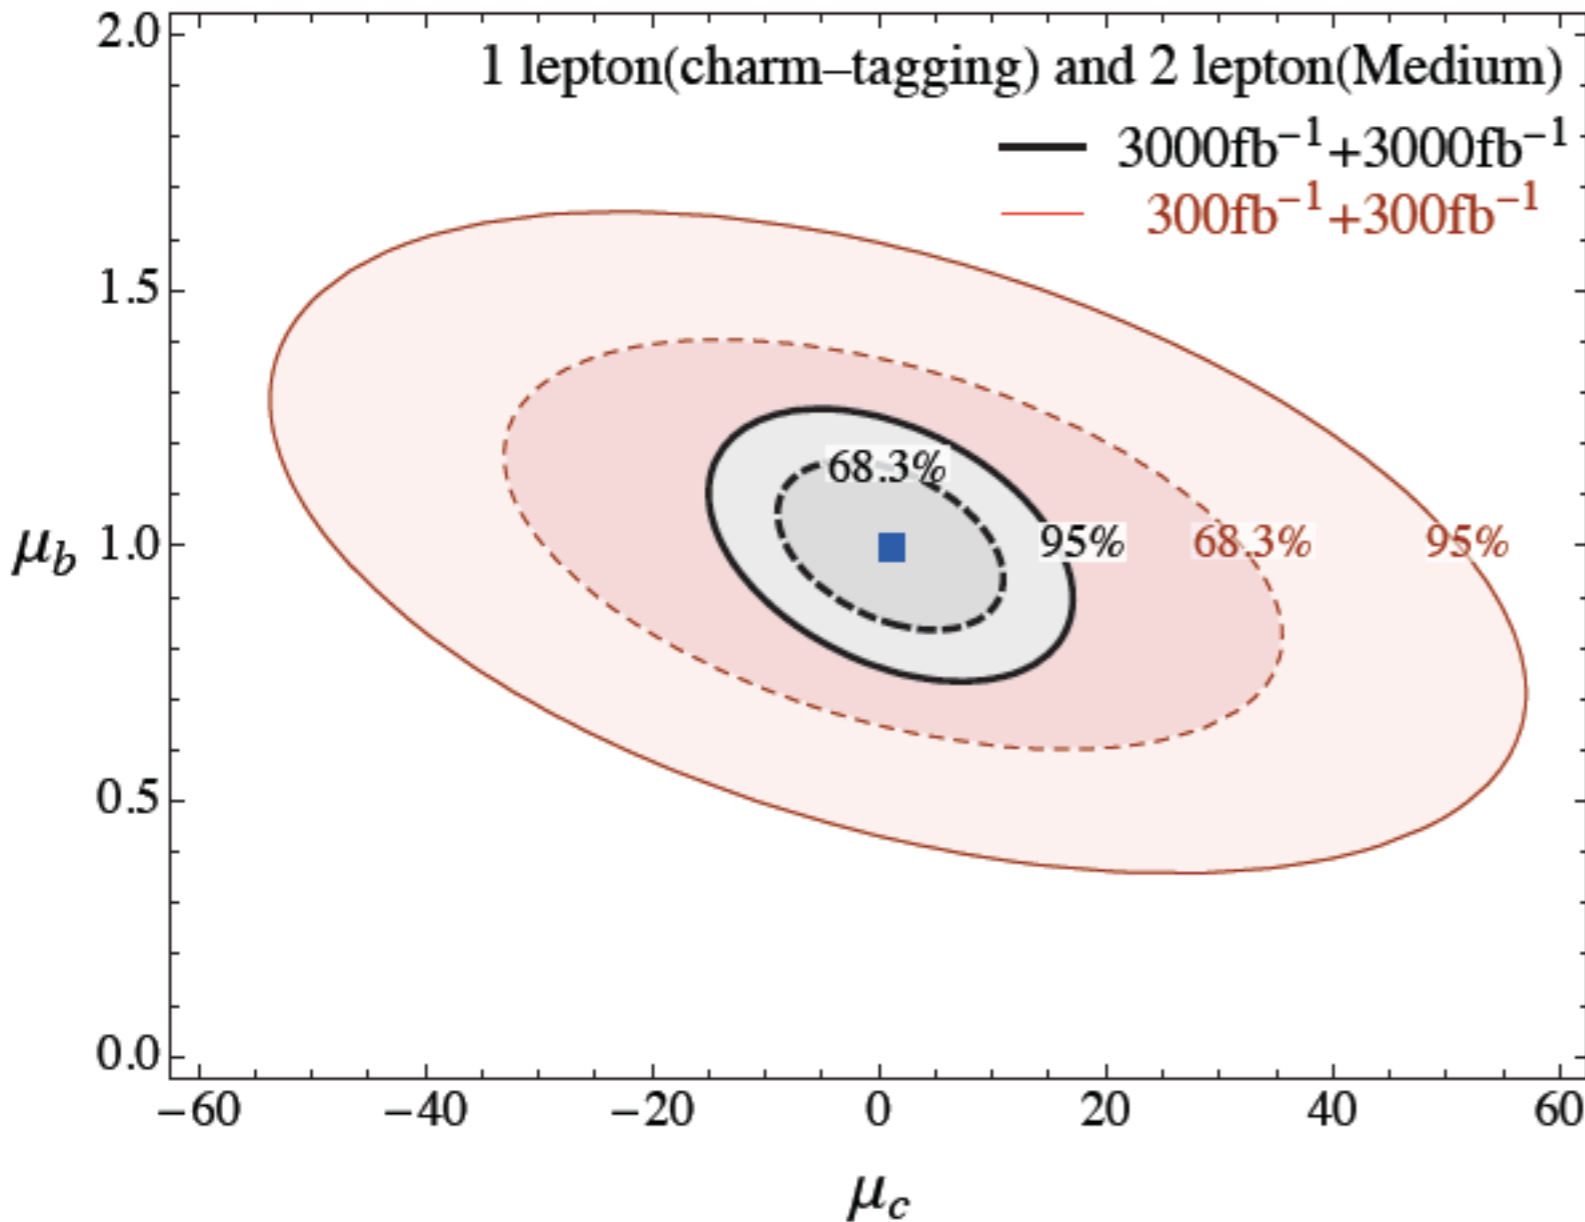 1 lepton(charm–tagging) and 2 lepton(Medium)
3000fb⁻¹+3000fb⁻¹
300fb⁻¹+300fb⁻¹
2.0
1.5
1.0
0.5
0.0
μb
68.3%
95%
68.3%
95%
−60 −40 −20 0 20 40 60
μc